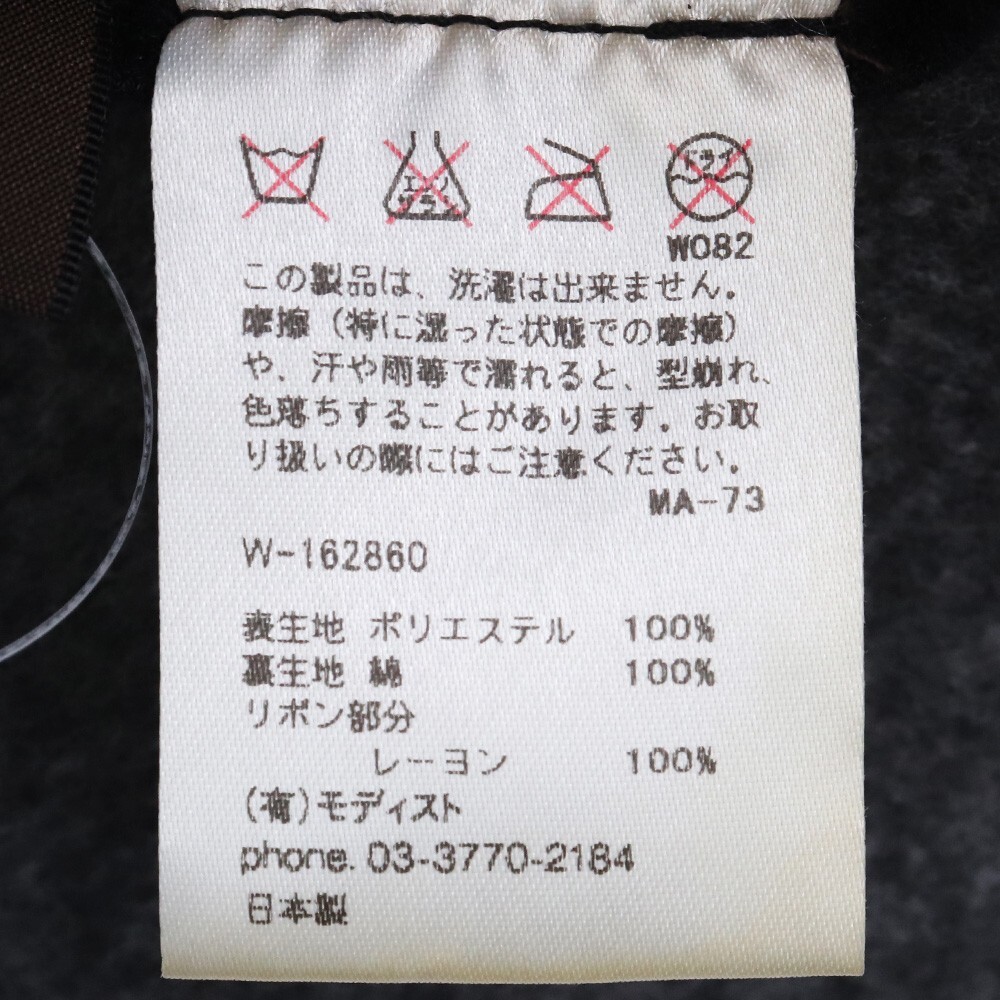 エンソ ドライ
サラシ
W082
この製品は、洗濯は出来ません。
摩擦（特に湿った状態での摩擦）
や、汗や雨等で濡れると、型崩れ、
色落ちすることがあります。お取
り扱いの際にはご注意ください。
MA-73
W-162860
表生地 ポリエステル 100%
裏生地 綿 100%
リボン部分
レーヨン 100%
(有)モディスト
phone. 03-3770-2184
日本製